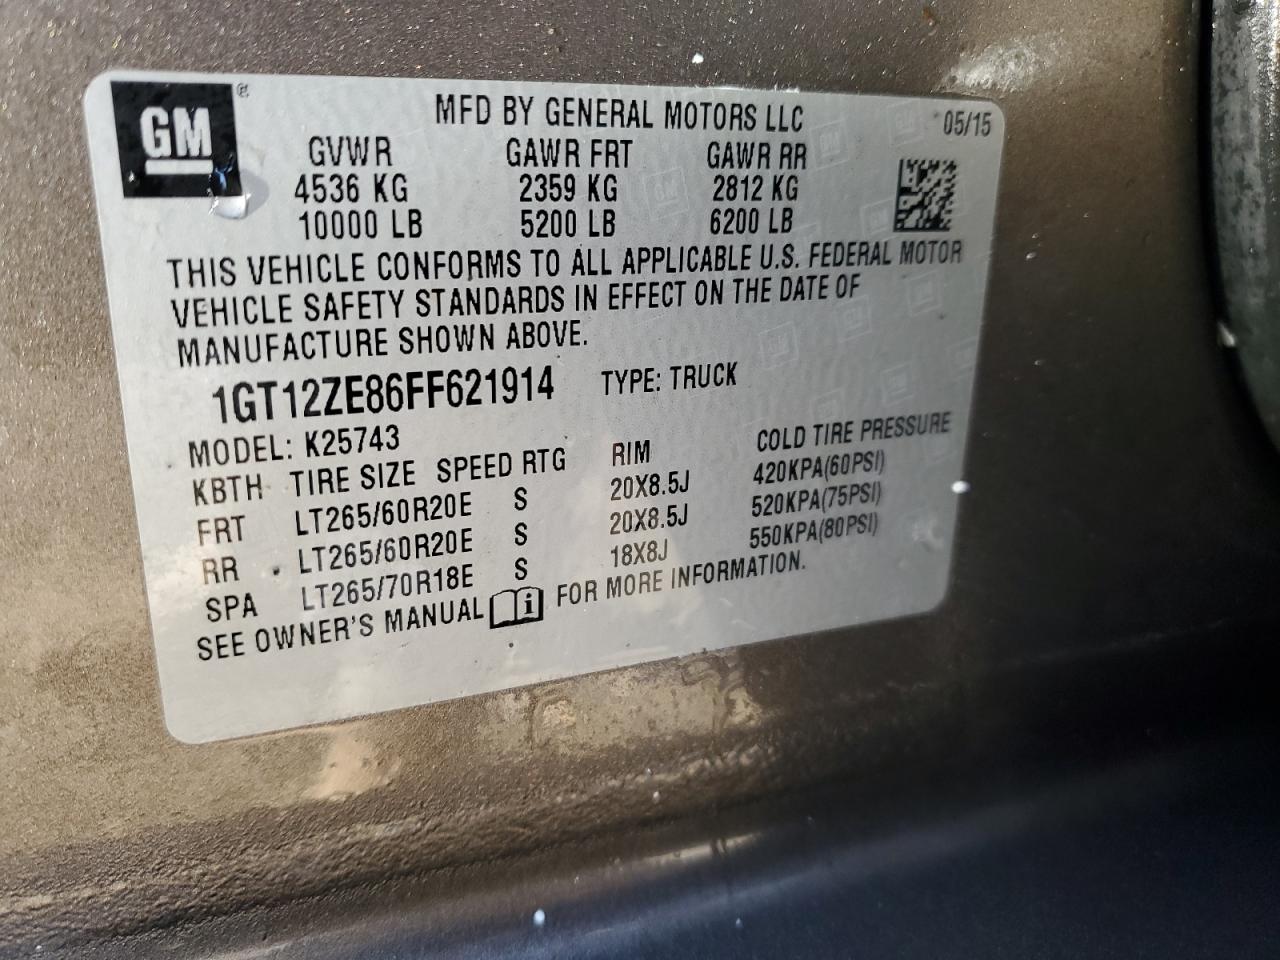 GM ®
MFD BY GENERAL MOTORS LLC 05/15
GVWR GAWR FRT GAWR RR
4536 KG 2359 KG 2812 KG
10000 LB 5200 LB 6200 LB
THIS VEHICLE CONFORMS TO ALL APPLICABLE U.S. FEDERAL MOTOR
VEHICLE SAFETY STANDARDS IN EFFECT ON THE DATE OF
MANUFACTURE SHOWN ABOVE.
1GT12ZE86FF621914 TYPE: TRUCK
MODEL: K25743
KBTH TIRE SIZE SPEED RTG RIM COLD TIRE PRESSURE
FRT LT265/60R20E S 20X8.5J 420KPA(60PSI)
RR LT265/60R20E S 20X8.5J 520KPA(75PSI)
SPA LT265/70R18E S 18X8J 550KPA(80PSI)
SEE OWNER'S MANUAL i FOR MORE INFORMATION.